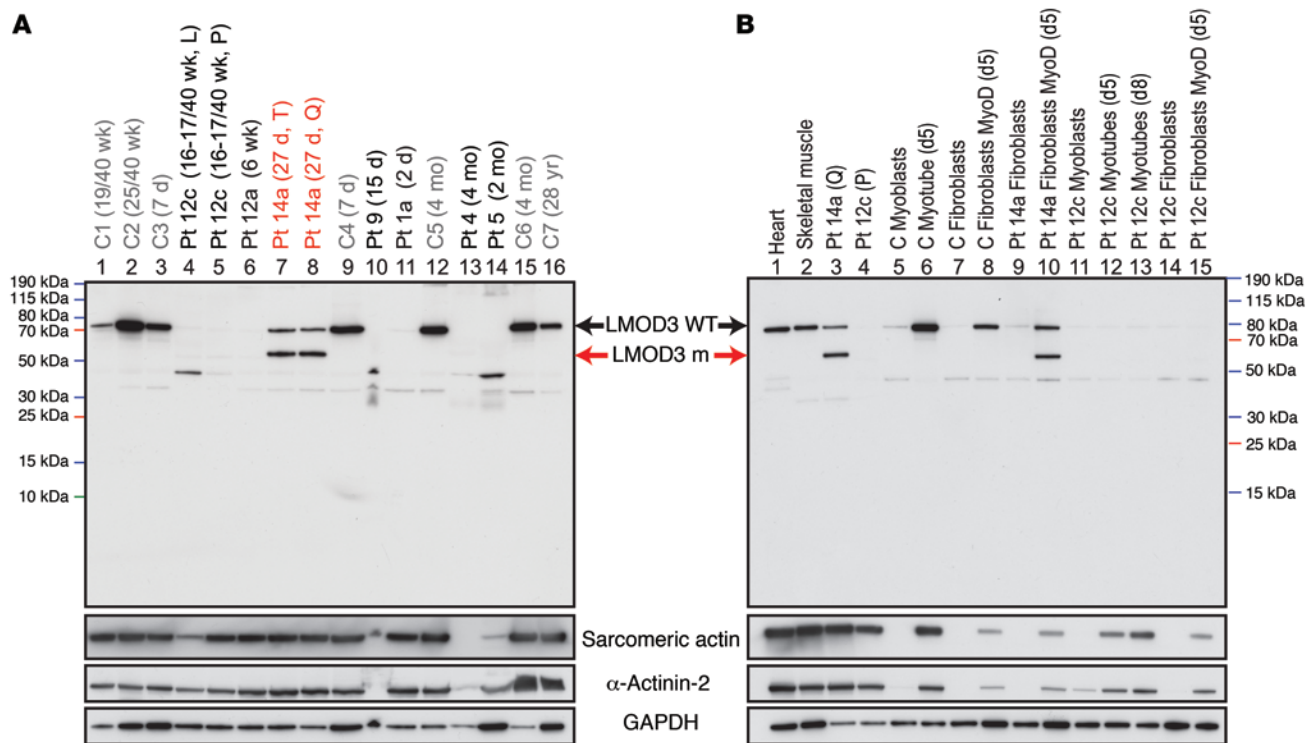 A
C1 (19/40 wk)
C2 (25/40 wk)
C3 (7 d)
Pt 12c (16-17/40 wk, L)
Pt 12c (16-17/40 wk, P)
Pt 12a (6 wk)
Pt 14a (27 d, T)
Pt 14a (27 d, Q)
C4 (7 d)
Pt 9 (15 d)
Pt 1a (2 d)
C5 (4 mo)
Pt 4 (4 mo)
Pt 5 (2 mo)
C6 (4 mo)
C7 (28 yr)
1 2 3 4 5 6 7 8 9 10 11 12 13 14 15 16
190 kDa
115 kDa
80 kDa
70 kDa
50 kDa
30 kDa
25 kDa
15 kDa
10 kDa
LMOD3 WT
LMOD3 m
Sarcomeric actin
α-Actinin-2
GAPDH
B
Heart
Skeletal muscle
Pt 14a (Q)
Pt 12c (P)
C Myoblasts
C Myotube (d5)
C Fibroblasts
C Fibroblasts MyoD (d5)
Pt 14a Fibroblasts
Pt 14a Fibroblasts MyoD (d5)
Pt 12c Myoblasts
Pt 12c Myotubes (d5)
Pt 12c Myotubes (d8)
Pt 12c Fibroblasts
Pt 12c Fibroblasts MyoD (d5)
1 2 3 4 5 6 7 8 9 10 11 12 13 14 15
190 kDa
115 kDa
80 kDa
70 kDa
50 kDa
30 kDa
25 kDa
15 kDa